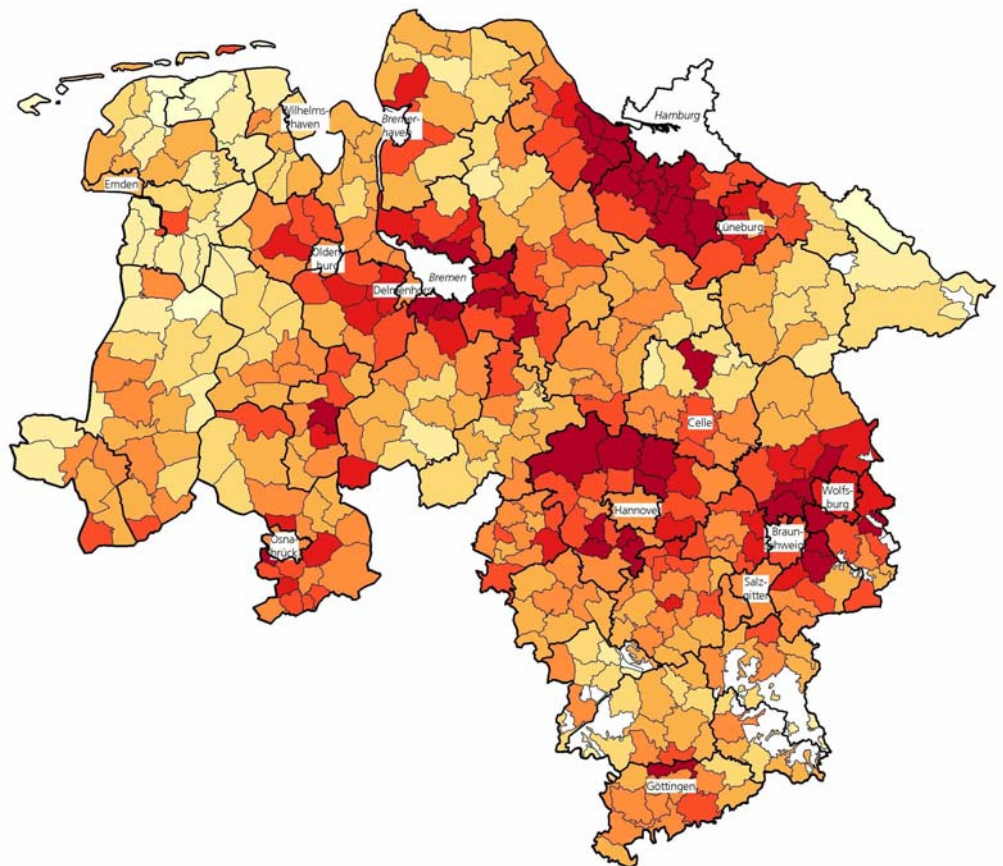 Wilhelms-
haven
Bremer-
haven
Hamburg
Emden
Lüneburg
Olden-
burg
Bremen
Delmenhorst
Celle
Wolfs-
burg
Hannover
Braun-
schweig
Osna-
brück
Salz-
gitter
Göttingen